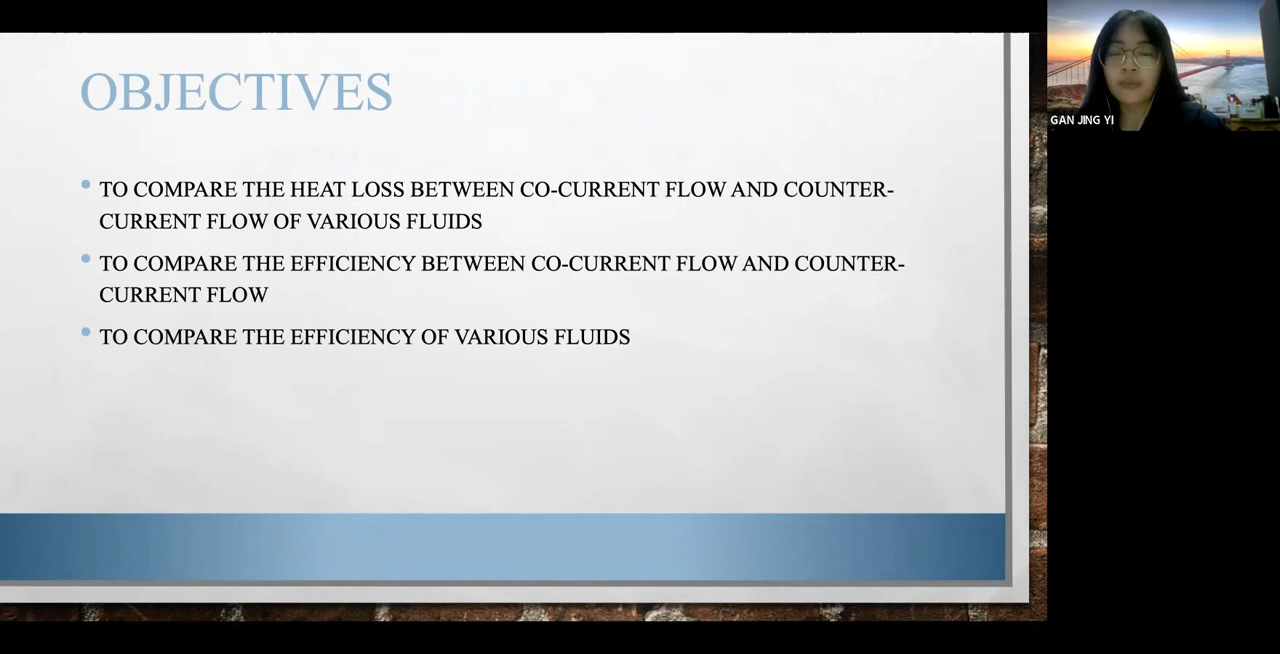 OBJECTIVES
TO COMPARE THE HEAT LOSS BETWEEN CO-CURRENT FLOW AND COUNTER-
CURRENT FLOW OF VARIOUS FLUIDS
TO COMPARE THE EFFICIENCY BETWEEN CO-CURRENT FLOW AND COUNTER-
CURRENT FLOW
TO COMPARE THE EFFICIENCY OF VARIOUS FLUIDS
GAN JING YI